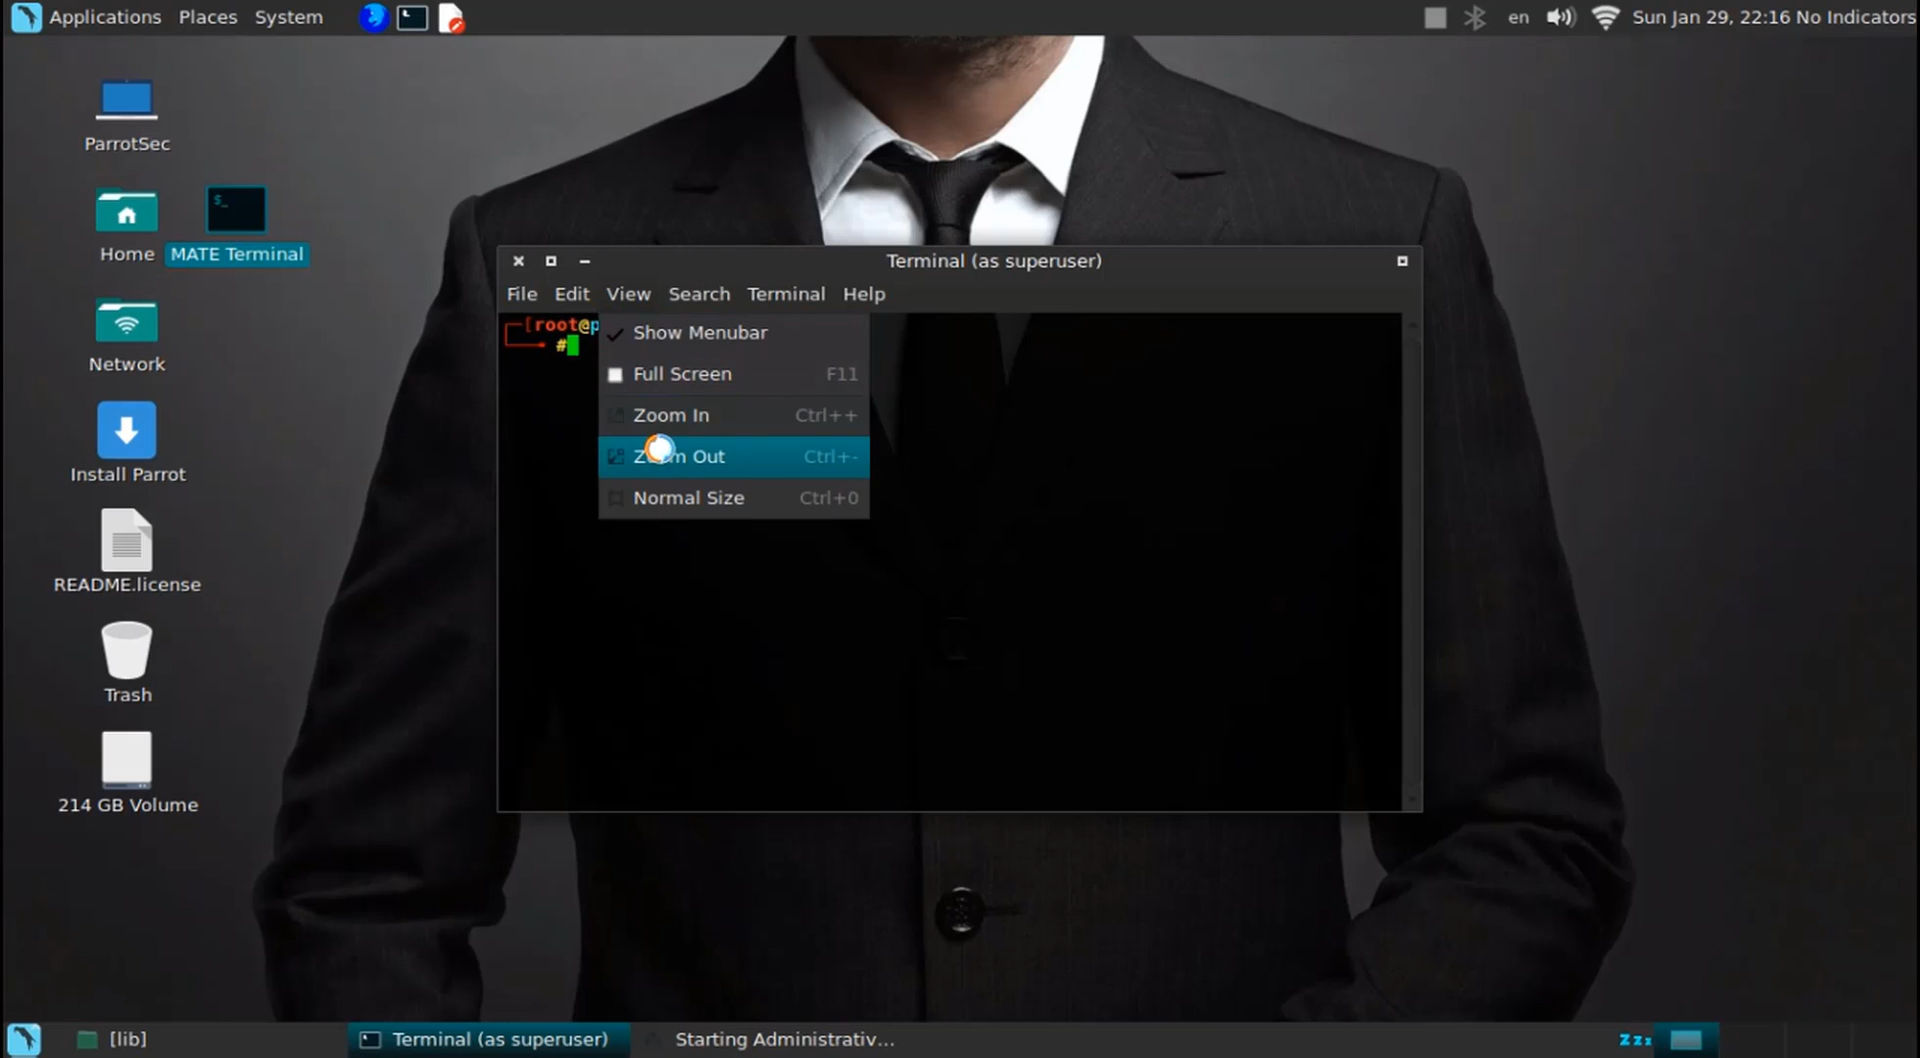 Applications Places System
en
Sun Jan 29, 22:16 No Indicators
ParrotSec
Home
MATE Terminal
Network
Install Parrot
README.license
Trash
214 GB Volume
$_
Terminal (as superuser)
File Edit View Search Terminal Help
[root@p
#
Show Menubar
Full Screen F11
Zoom In Ctrl++
Zoom Out Ctrl+-
Normal Size Ctrl+0
[lib]
Terminal (as superuser)
Starting Administrativ...
zzz